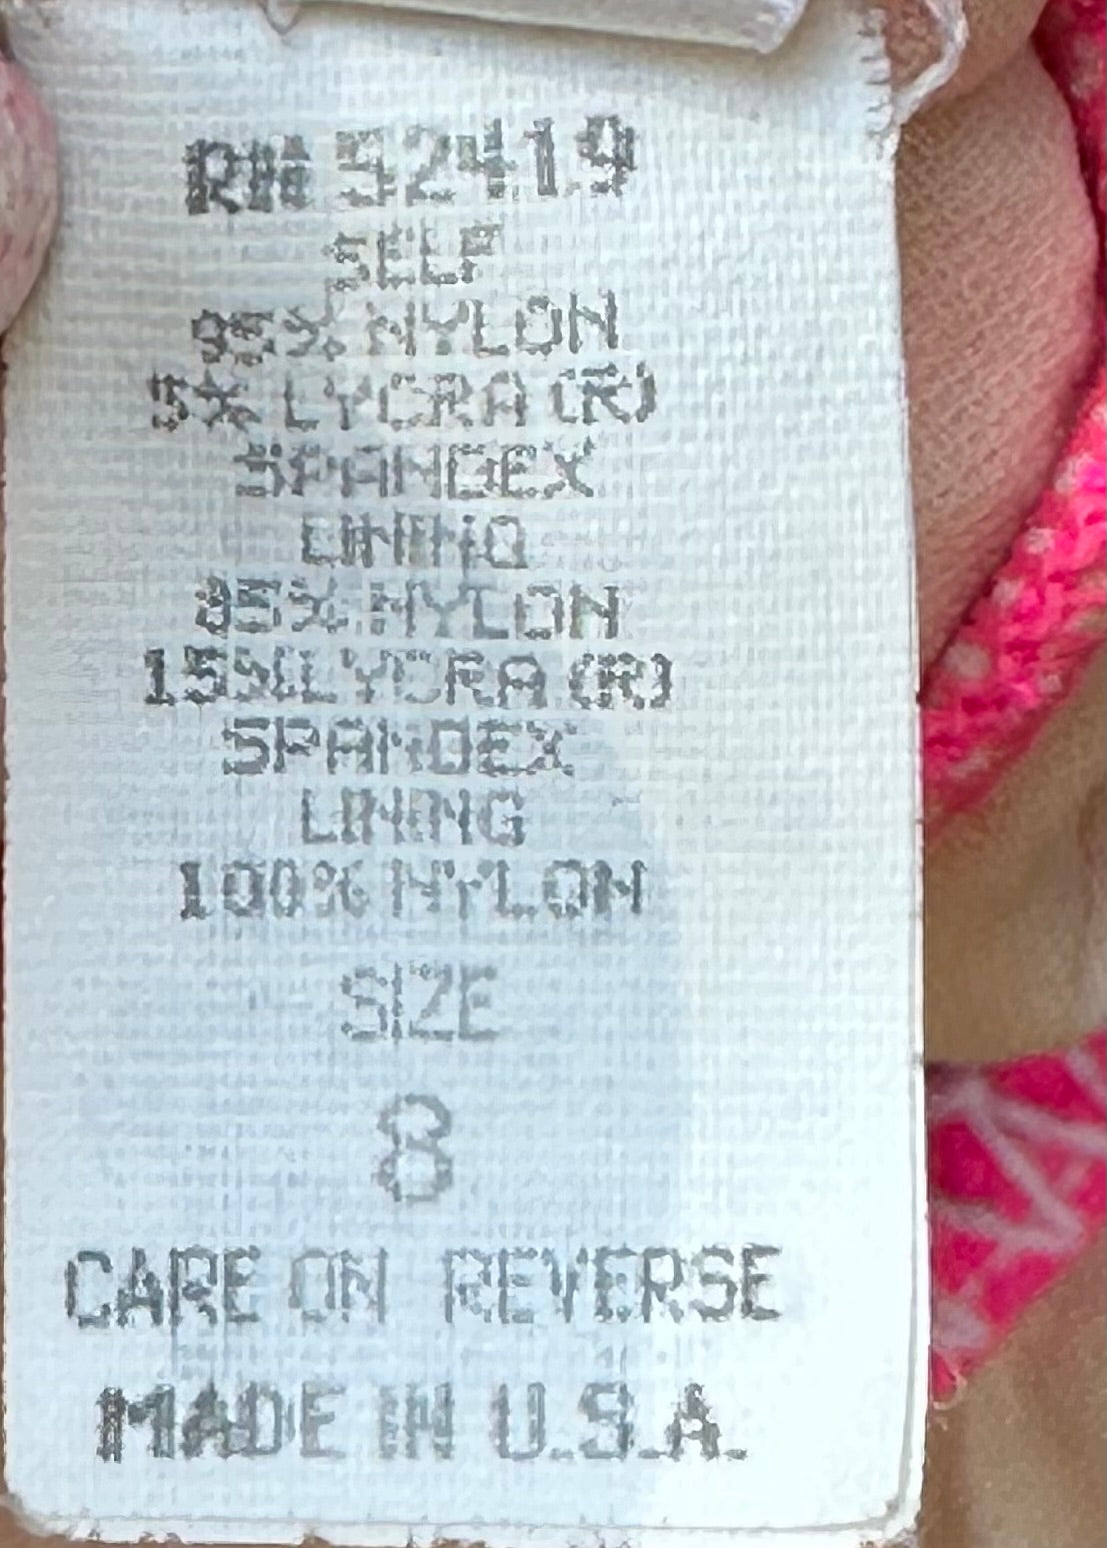 RN 52419
SELF
95% NYLON
5% LYCRA (R)
SPANDEX
LINING
85% NYLON
15% LYCRA (R)
SPANDEX
LINING
100% NYLON
SIZE
8
CARE ON REVERSE
MADE IN U.S.A.